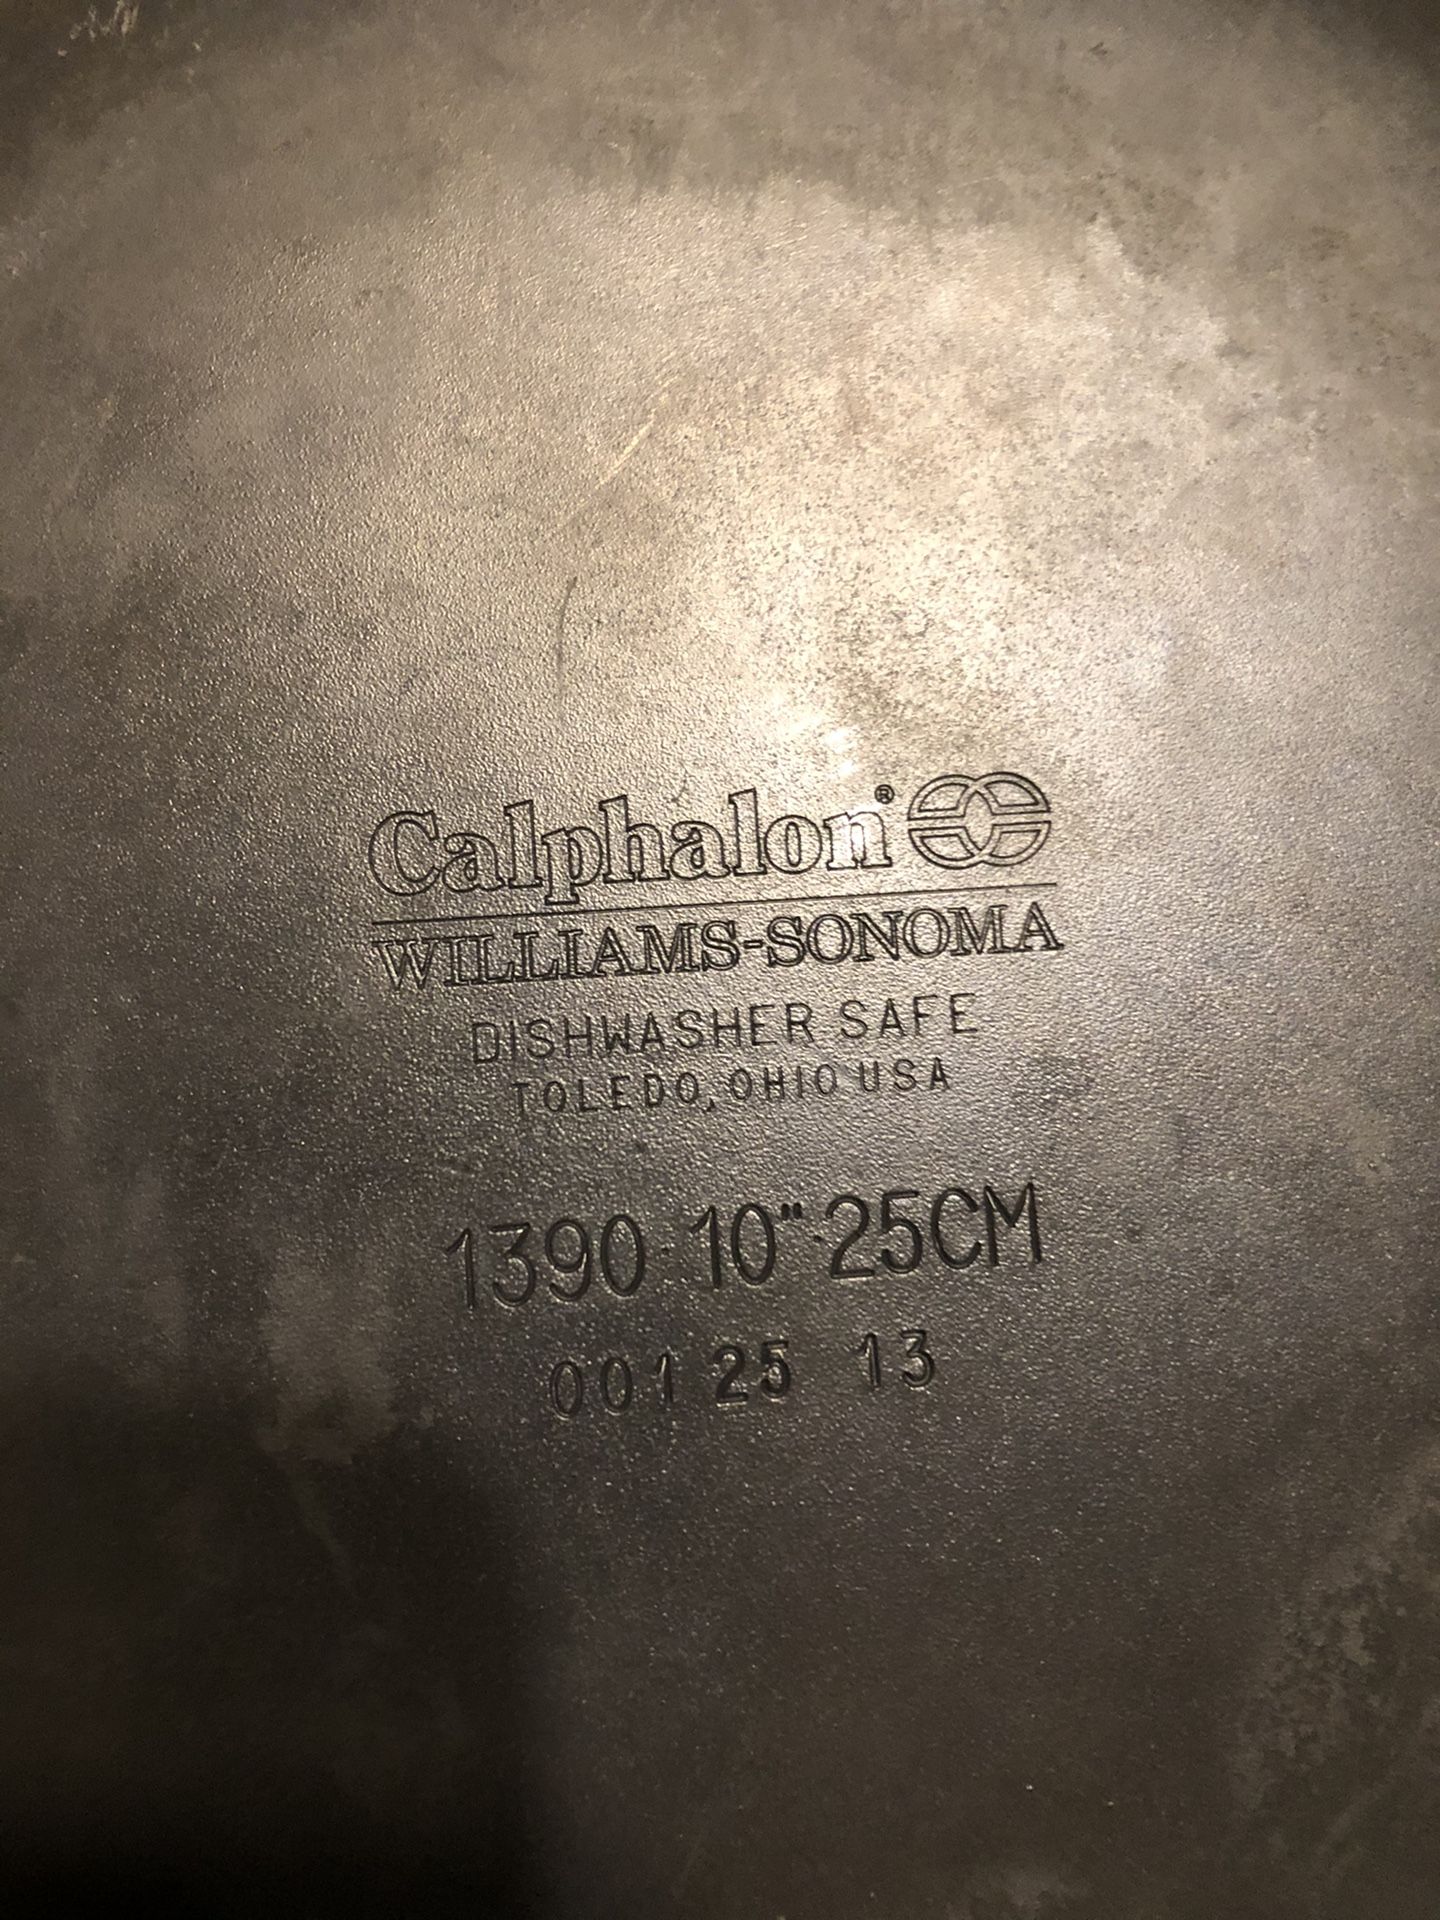 Calphalon®
WILLIAMS-SONOMA
DISHWASHER SAFE
TOLEDO, OHIO USA
1390·10"·25CM
001 25 13